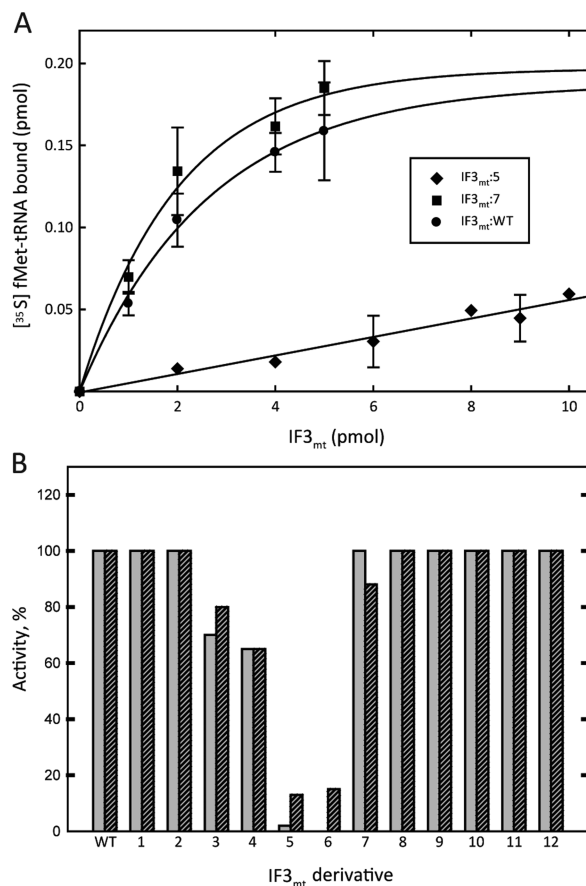 A
[³⁵S] fMet-tRNA bound (pmol)
0.20
0.15
0.10
0.05
IF3mt:5
IF3mt:7
IF3mt:WT
0 2 4 6 8 10
IF3mt (pmol)
B
Activity, %
120
100
80
60
40
20
0
WT 1 2 3 4 5 6 7 8 9 10 11 12
IF3mt derivative